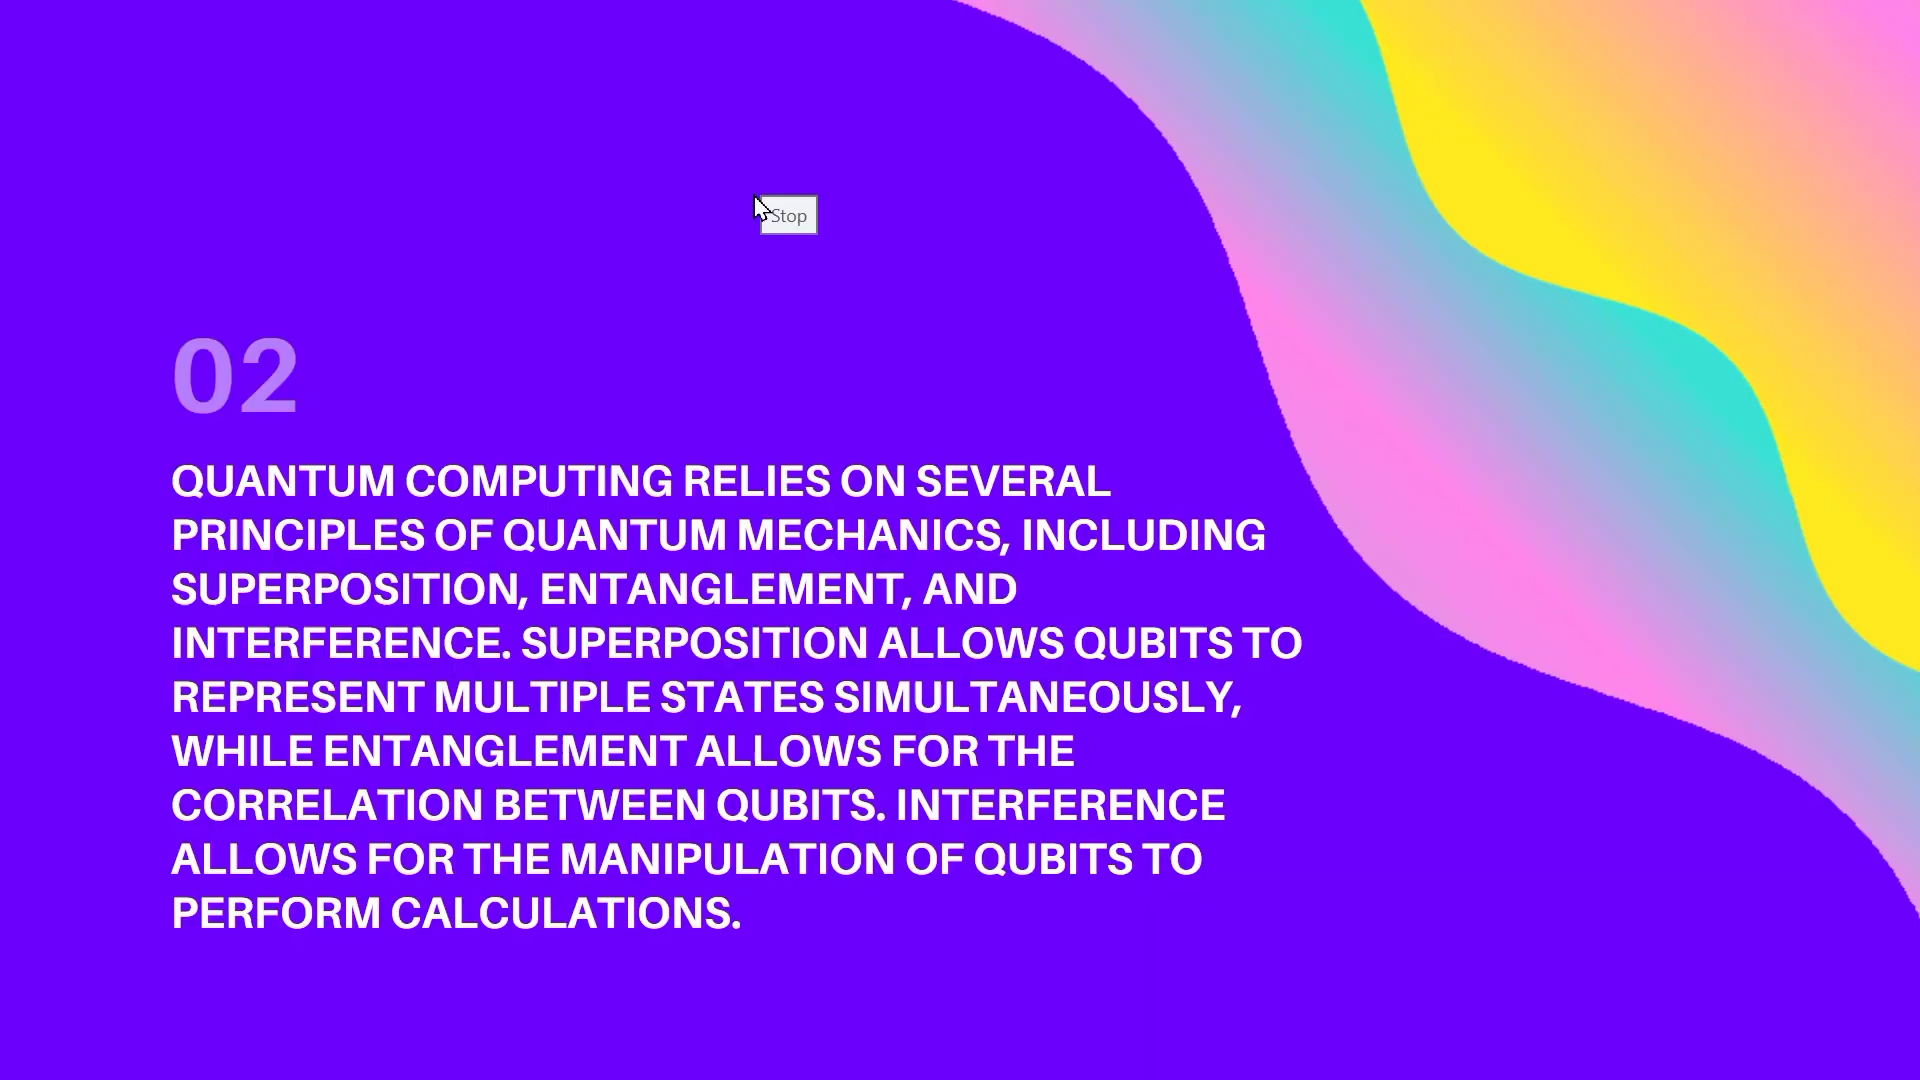 Stop
02
QUANTUM COMPUTING RELIES ON SEVERAL
PRINCIPLES OF QUANTUM MECHANICS, INCLUDING
SUPERPOSITION, ENTANGLEMENT, AND
INTERFERENCE. SUPERPOSITION ALLOWS QUBITS TO
REPRESENT MULTIPLE STATES SIMULTANEOUSLY,
WHILE ENTANGLEMENT ALLOWS FOR THE
CORRELATION BETWEEN QUBITS. INTERFERENCE
ALLOWS FOR THE MANIPULATION OF QUBITS TO
PERFORM CALCULATIONS.